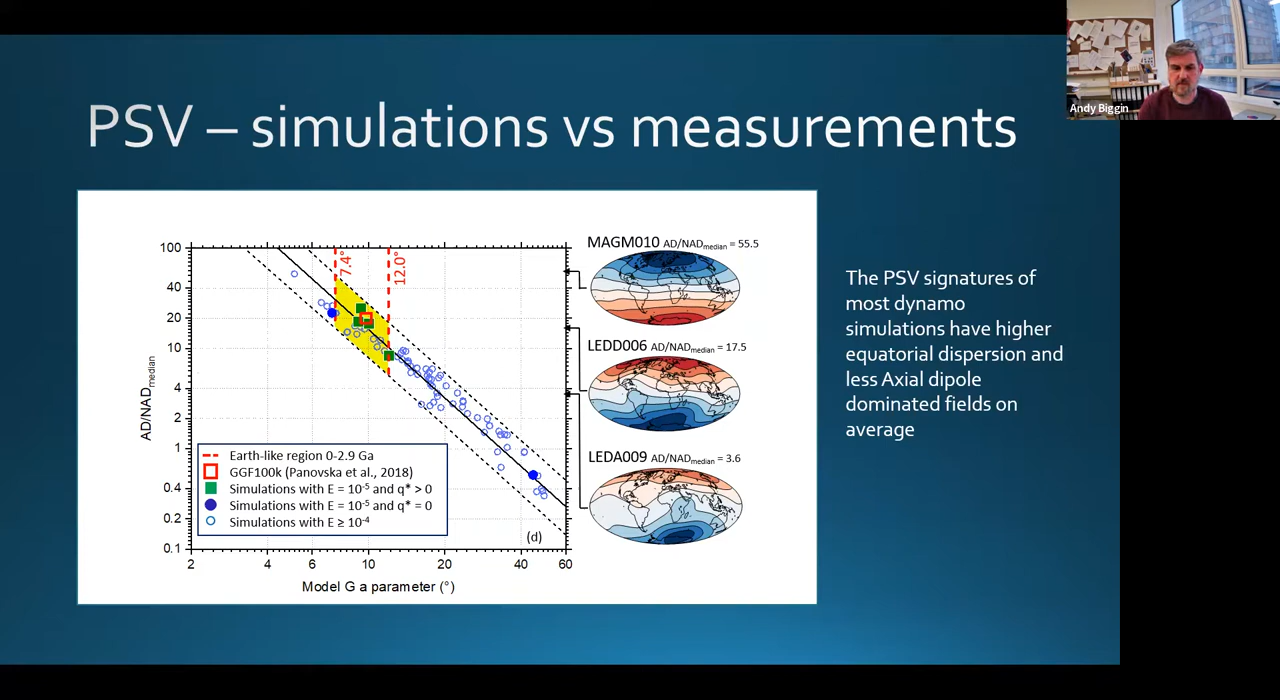 Andy Biggin
PSV – simulations vs measurements
MAGM010 AD/NADmedian = 55.5
LEDD006 AD/NADmedian = 17.5
LEDA009 AD/NADmedian = 3.6
7.4°
12.0°
100
40
20
10
4
2
1
0.4
0.2
0.1
AD/NADmedian
Earth-like region 0-2.9 Ga
GGF100k (Panovska et al., 2018)
Simulations with E = 10⁻⁵ and q* > 0
Simulations with E = 10⁻⁵ and q* = 0
Simulations with E ≥ 10⁻⁴
(d)
2 4 6 10 20 40 60
Model G a parameter (°)
The PSV signatures of
most dynamo
simulations have higher
equatorial dispersion and
less Axial dipole
dominated fields on
average